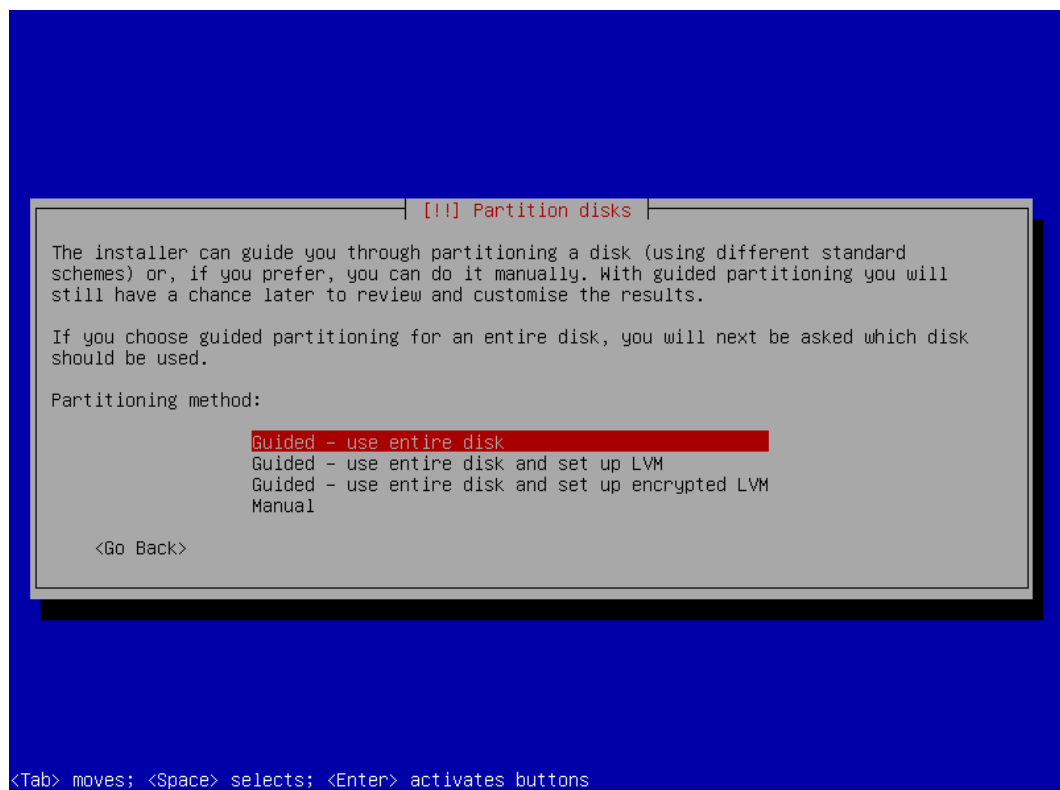 [!!] Partition disks
The installer can guide you through partitioning a disk (using different standard
schemes) or, if you prefer, you can do it manually. With guided partitioning you will
still have a chance later to review and customise the results.
If you choose guided partitioning for an entire disk, you will next be asked which disk
should be used.
Partitioning method:
Guided – use entire disk
Guided – use entire disk and set up LVM
Guided – use entire disk and set up encrypted LVM
Manual
<Go Back>
<Tab> moves; <Space> selects; <Enter> activates buttons